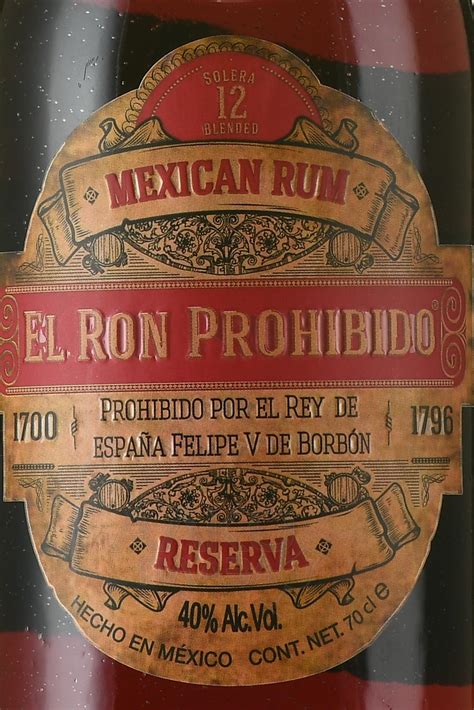 SOLERA
12
BLENDED
MEXICAN RUM
EL RON PROHIBIDO®
1700
PROHIBIDO POR EL REY DE
ESPAÑA FELIPE V DE BORBÓN
1796
RESERVA
40% Alc.Vol.
HECHO EN MÉXICO CONT. NET. 70 cl e